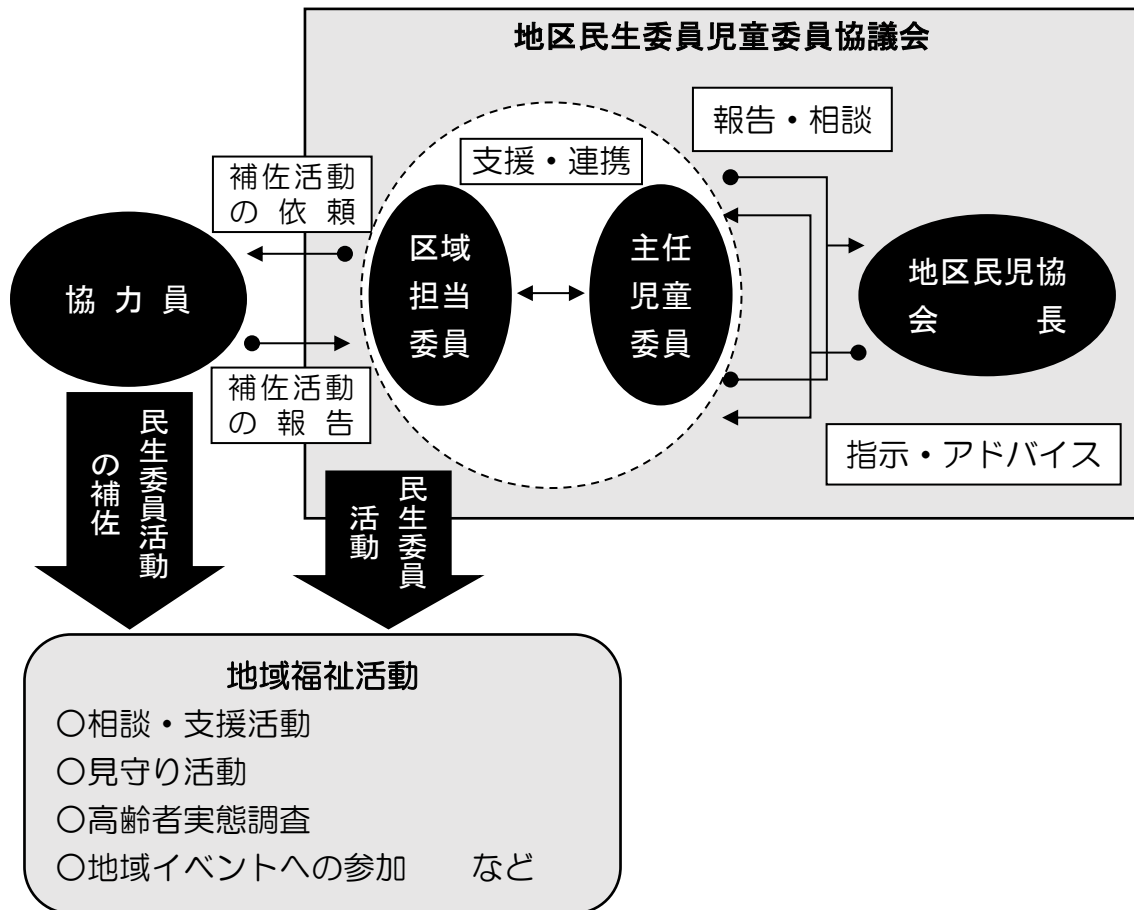 地区民生委員児童委員協議会
報告・相談
支援・連携
補佐活動
の依頼
区域
担当
委員
主任
児童
委員
地区民児協
会長
協力員
補佐活動
の報告
指示・アドバイス
民生委員活動
の補佐
民生委員
活動
地域福祉活動
○相談・支援活動
○見守り活動
○高齢者実態調査
○地域イベントへの参加　　など